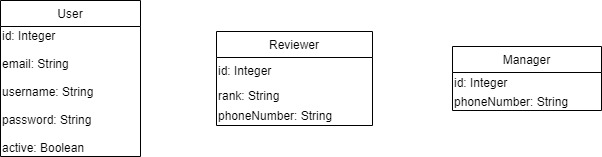 User
id: Integer
email: String
username: String
password: String
active: Boolean
Reviewer
id: Integer
rank: String
phoneNumber: String
Manager
id: Integer
phoneNumber: String